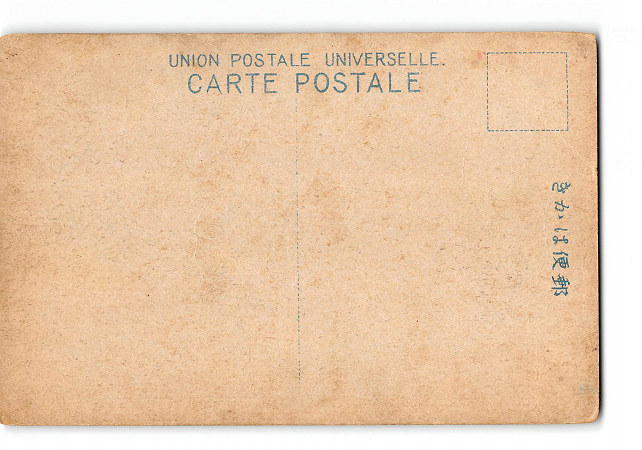 UNION POSTALE UNIVERSELLE.
CARTE POSTALE
郵便はかき